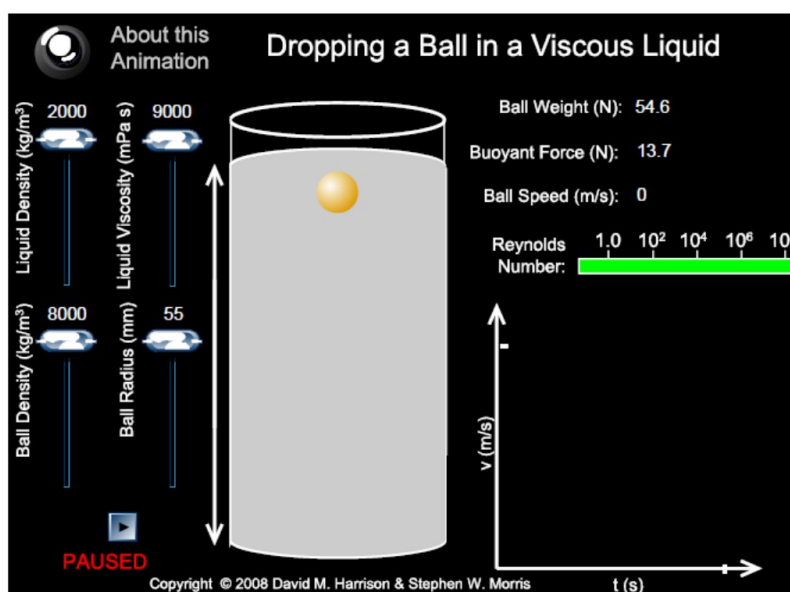 About this
Animation
Dropping a Ball in a Viscous Liquid
2000
9000
Liquid Density (kg/m³)
Liquid Viscosity (mPa s)
8000
55
Ball Density (kg/m³)
Ball Radius (mm)
PAUSED
Ball Weight (N): 54.6
Buoyant Force (N): 13.7
Ball Speed (m/s): 0
Reynolds
Number:
1.0 10² 10⁴ 10⁶
v (m/s)
t (s)
Copyright © 2008 David M. Harrison & Stephen W. Morris